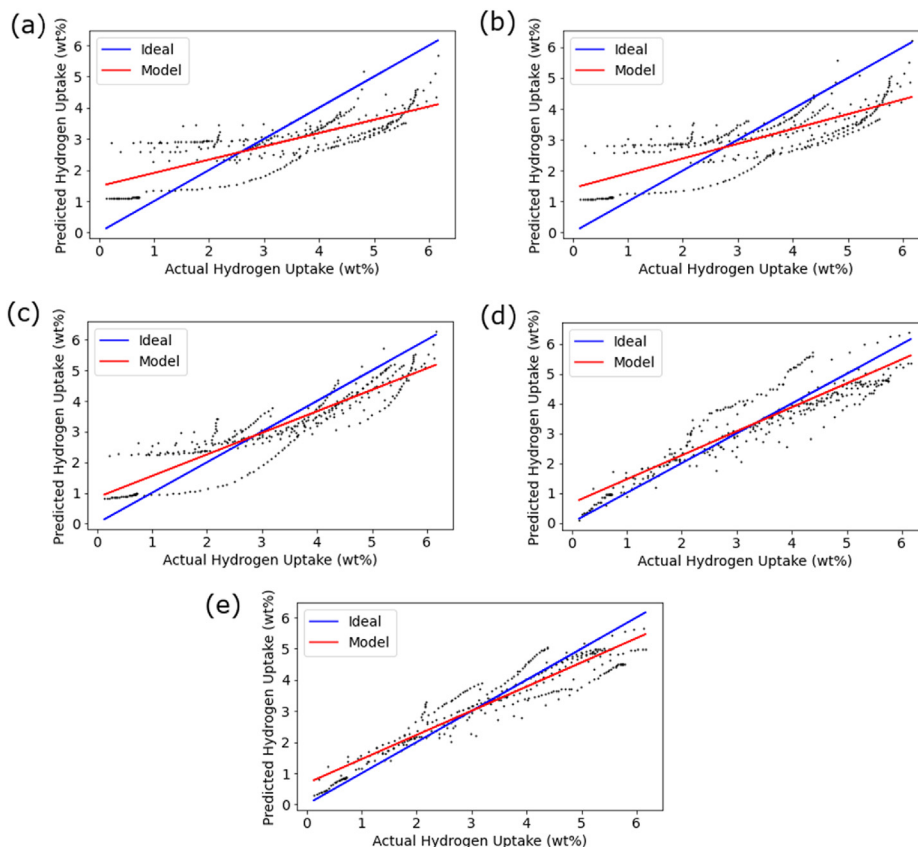 (a)
Predicted Hydrogen Uptake (wt%)
6
5
4
3
2
1
0
Ideal
Model
0 1 2 3 4 5 6
Actual Hydrogen Uptake (wt%)
(b)
Predicted Hydrogen Uptake (wt%)
6
5
4
3
2
1
0
Ideal
Model
0 1 2 3 4 5 6
Actual Hydrogen Uptake (wt%)
(c)
Predicted Hydrogen Uptake (wt%)
6
5
4
3
2
1
0
Ideal
Model
0 1 2 3 4 5 6
Actual Hydrogen Uptake (wt%)
(d)
Predicted Hydrogen Uptake (wt%)
6
5
4
3
2
1
0
Ideal
Model
0 1 2 3 4 5 6
Actual Hydrogen Uptake (wt%)
(e)
Predicted Hydrogen Uptake (wt%)
6
5
4
3
2
1
0
Ideal
Model
0 1 2 3 4 5 6
Actual Hydrogen Uptake (wt%)